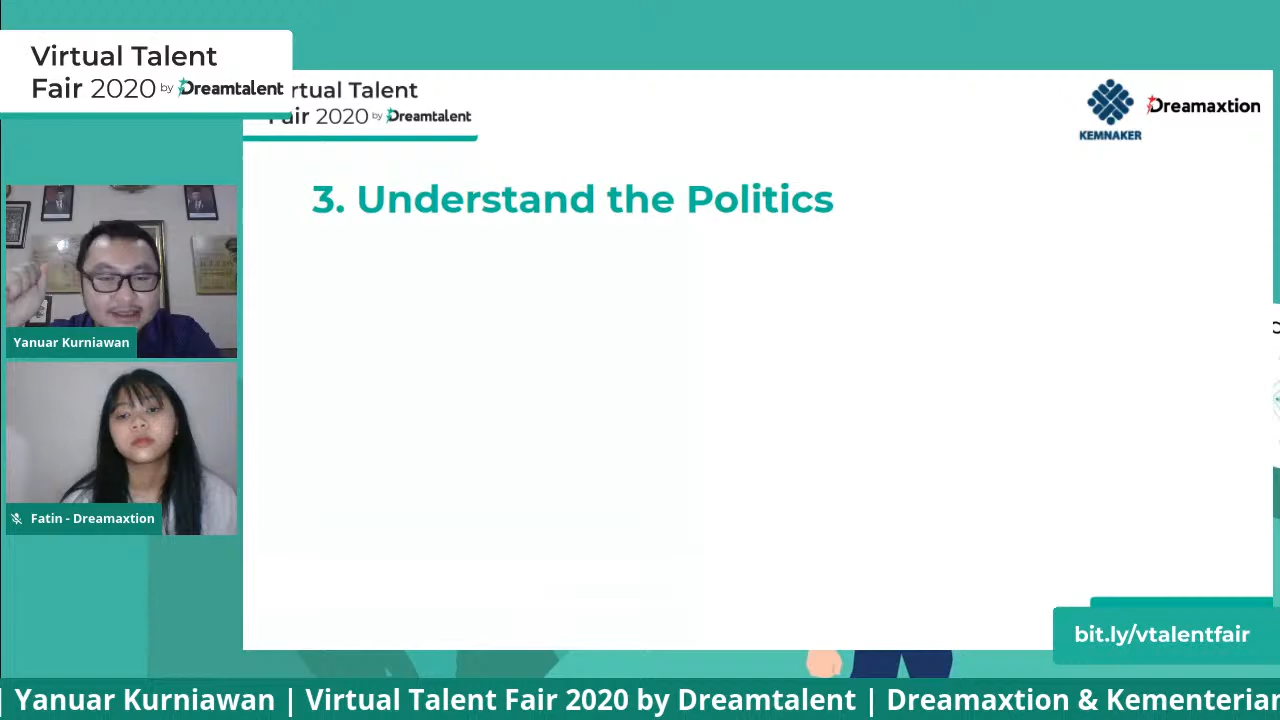 Virtual Talent
Fair 2020 by Dreamtalent
rtual Talent
Fair 2020 by Dreamtalent
KEMNAKER
Dreamaxtion
3. Understand the Politics
Yanuar Kurniawan
Fatin - Dreamaxtion
bit.ly/vtalentfair
| Yanuar Kurniawan | Virtual Talent Fair 2020 by Dreamtalent | Dreamaxtion & Kementerian